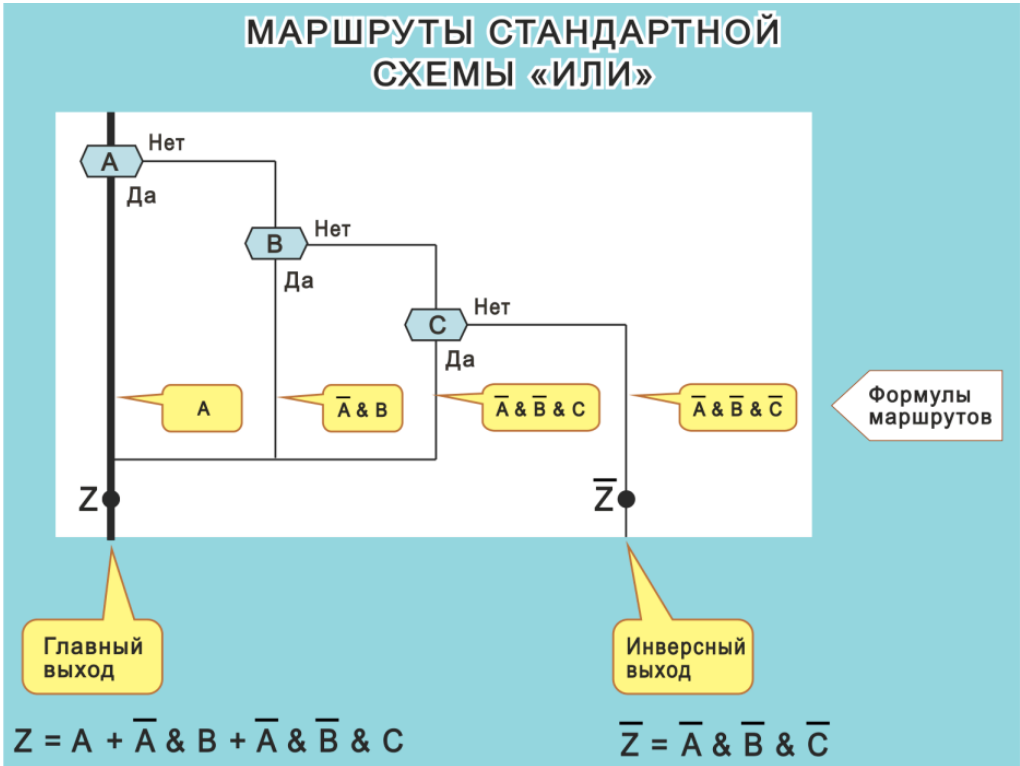 МАРШРУТЫ СТАНДАРТНОЙ
СХЕМЫ «ИЛИ»
A
Нет
Да
B
Нет
Да
C
Нет
Да
A
A̅ & B
A̅ & B̅ & C
A̅ & B̅ & C̅
Формулы
маршрутов
Z
Z̅
Главный
выход
Инверсный
выход
Z = A + A̅ & B + A̅ & B̅ & C
Z̅ = A̅ & B̅ & C̅